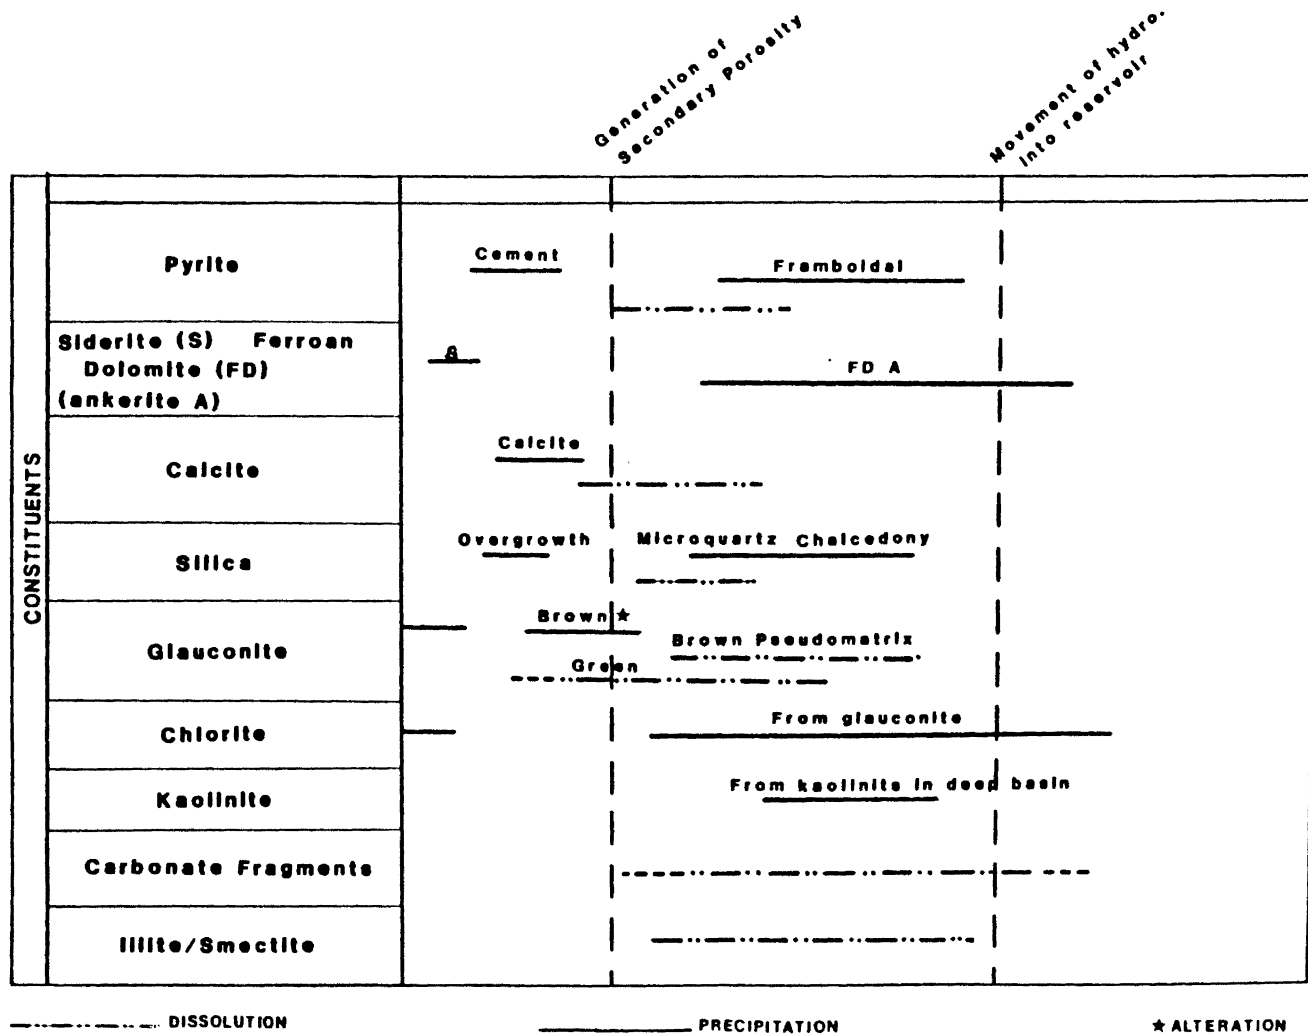 Generation of
Secondary Porosity
Movement of hydro.
into reservoir
CONSTITUENTS
Pyrite
Cement
Framboidal
Siderite (S) Ferroan
Dolomite (FD)
(ankerite A)
S
FD A
Calcite
Calcite
Silica
Overgrowth
Microquartz Chalcedony
Glauconite
Brown ★
Brown Pseudomatrix
Green
Chlorite
From glauconite
Kaolinite
From kaolinite in deep basin
Carbonate Fragments
Illite/Smectite
DISSOLUTION
PRECIPITATION
★ ALTERATION